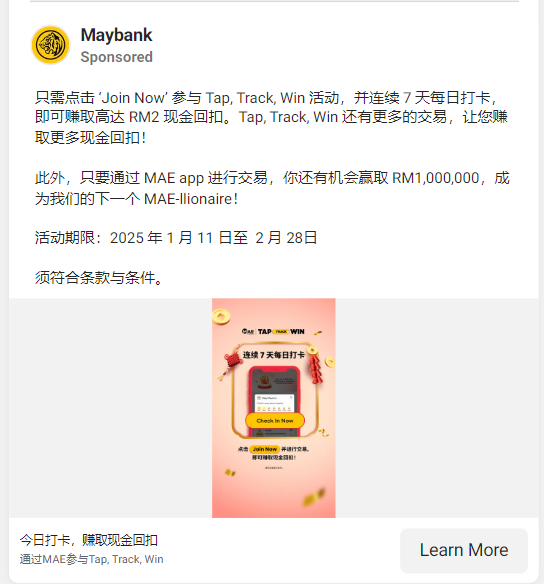 Maybank
Sponsored
只需点击 ‘Join Now’ 参与 Tap, Track, Win 活动，并连续 7 天每日打卡，
即可赚取高达 RM2 现金回扣。Tap, Track, Win 还有更多的交易，让您赚
取更多现金回扣！
此外，只要通过 MAE app 进行交易，你还有机会赢取 RM1,000,000，成
为我们的下一个 MAE-llionaire！
活动期限：2025 年 1 月 11 日至 2 月 28日
须符合条款与条件。
TAP TRACK WIN
连续 7 天每日打卡
Check In Now
点击 Join Now 并进行交易，
即可赚取现金回扣！
今日打卡，赚取现金回扣
通过MAE参与Tap, Track, Win
Learn More